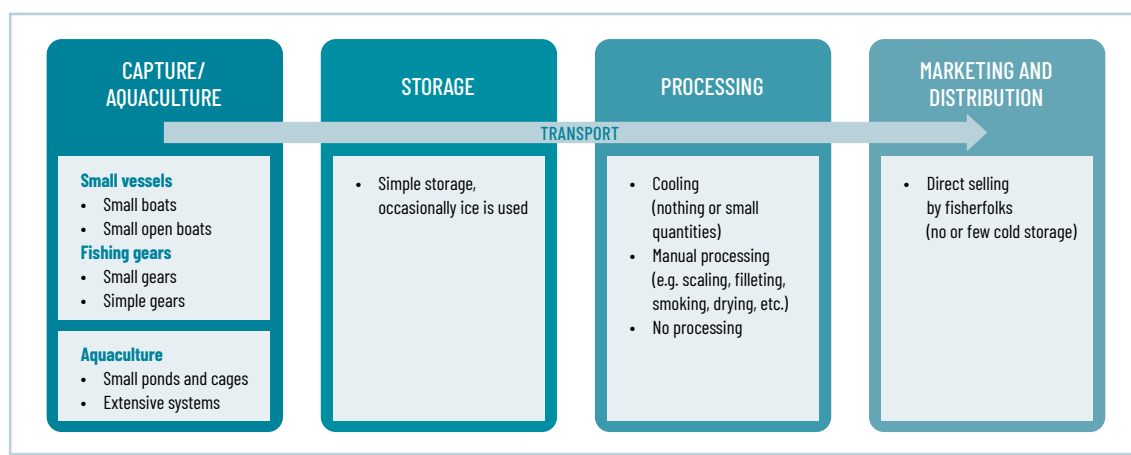 CAPTURE/
AQUACULTURE
STORAGE
PROCESSING
MARKETING AND
DISTRIBUTION
TRANSPORT
Small vessels
• Small boats
• Small open boats
Fishing gears
• Small gears
• Simple gears
Aquaculture
• Small ponds and cages
• Extensive systems
• Simple storage,
occasionally ice is used
• Cooling
(nothing or small
quantities)
• Manual processing
(e.g. scaling, filleting,
smoking, drying, etc.)
• No processing
• Direct selling
by fisherfolks
(no or few cold storage)